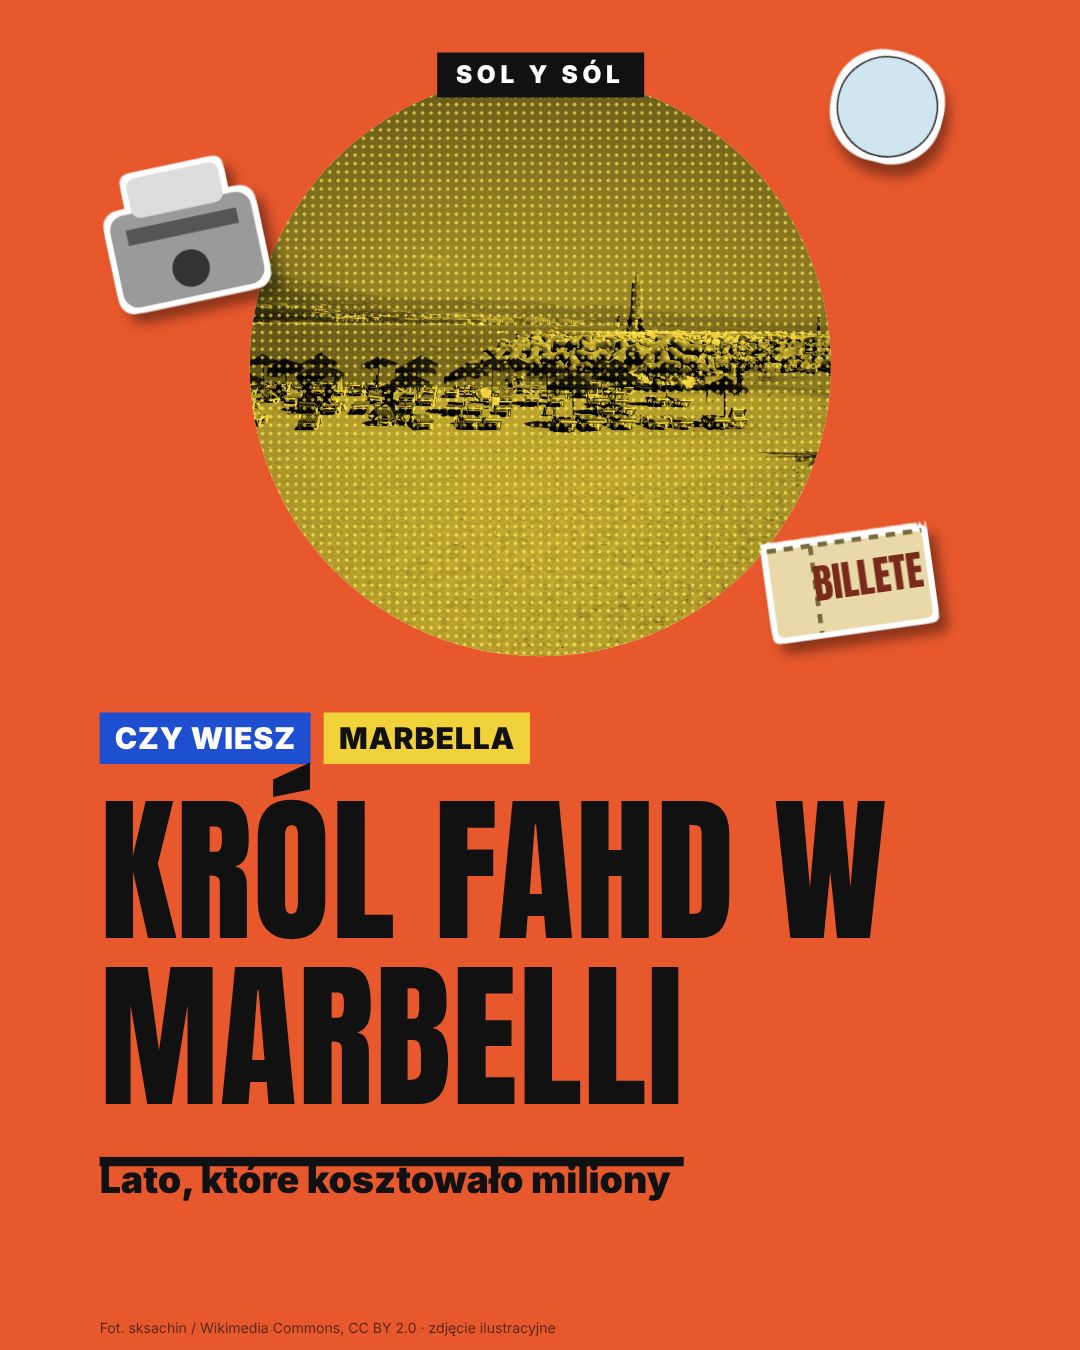 SOL Y SÓL
BILLETE
CZY WIESZ
MARBELLA
KRÓL FAHD W
MARBELLI
Lato, które kosztowało miliony
Fot. sksachin / Wikimedia Commons, CC BY 2.0 · zdjęcie ilustracyjne